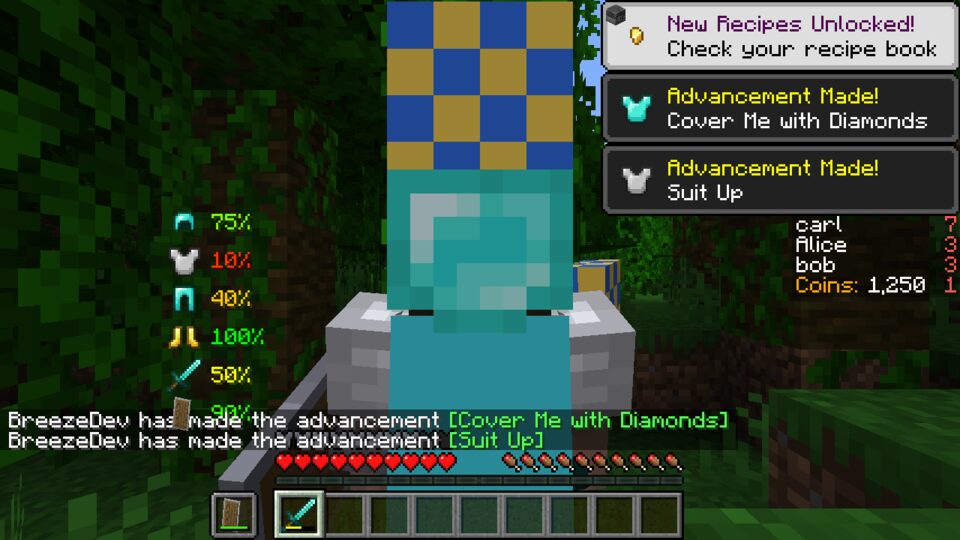 New Recipes Unlocked!
Check your recipe book
Advancement Made!
Cover Me with Diamonds
Advancement Made!
Suit Up
carl 7
Alice 3
bob 3
Coins: 1,250 1
75%
10%
40%
100%
50%
90%
BreezeDev has made the advancement [Cover Me with Diamonds]
BreezeDev has made the advancement [Suit Up]